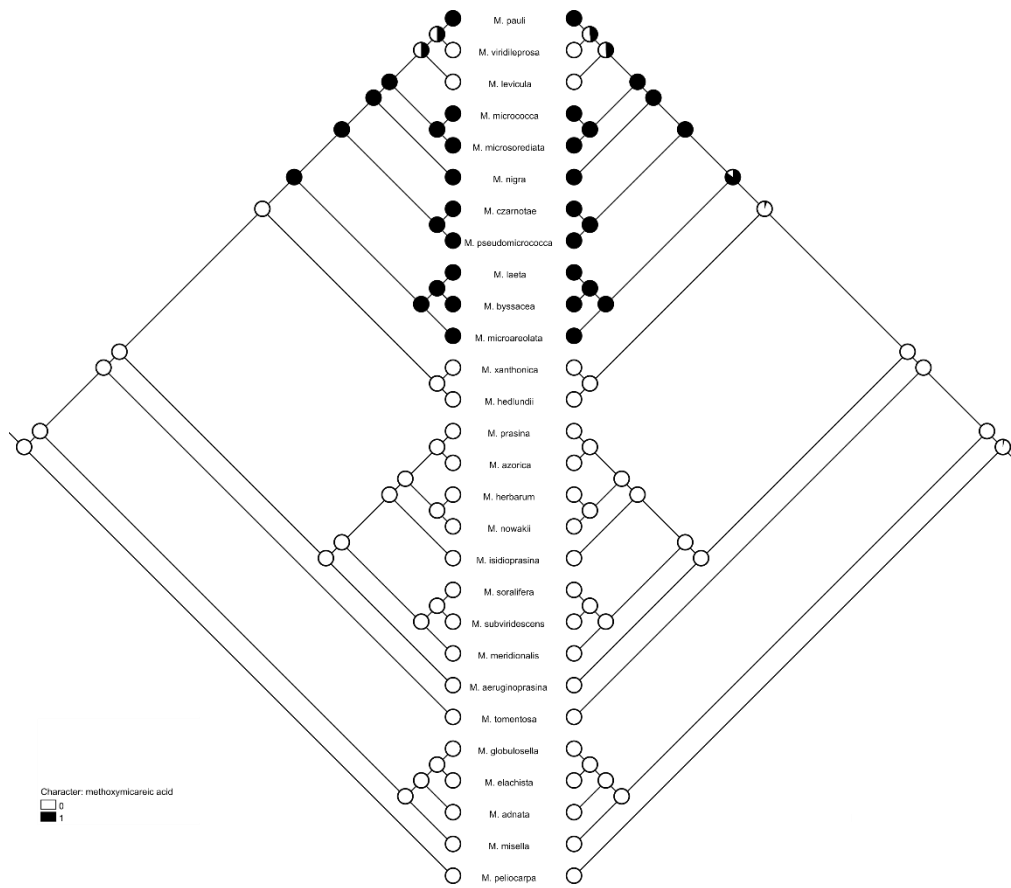 M. pauli
M. viridileprosa
M. levicula
M. micrococca
M. microsorediata
M. nigra
M. czarnotae
M. pseudomicrococca
M. laeta
M. byssacea
M. microareolata
M. xanthonica
M. hedlundii
M. prasina
M. azorica
M. herbarum
M. nowakii
M. isidioprasina
M. soralifera
M. subviridescens
M. meridionalis
M. aeruginoprasina
M. tomentosa
M. globulosella
M. elachista
M. adnata
M. misella
M. peliocarpa
Character: methoxymicareic acid
0
1